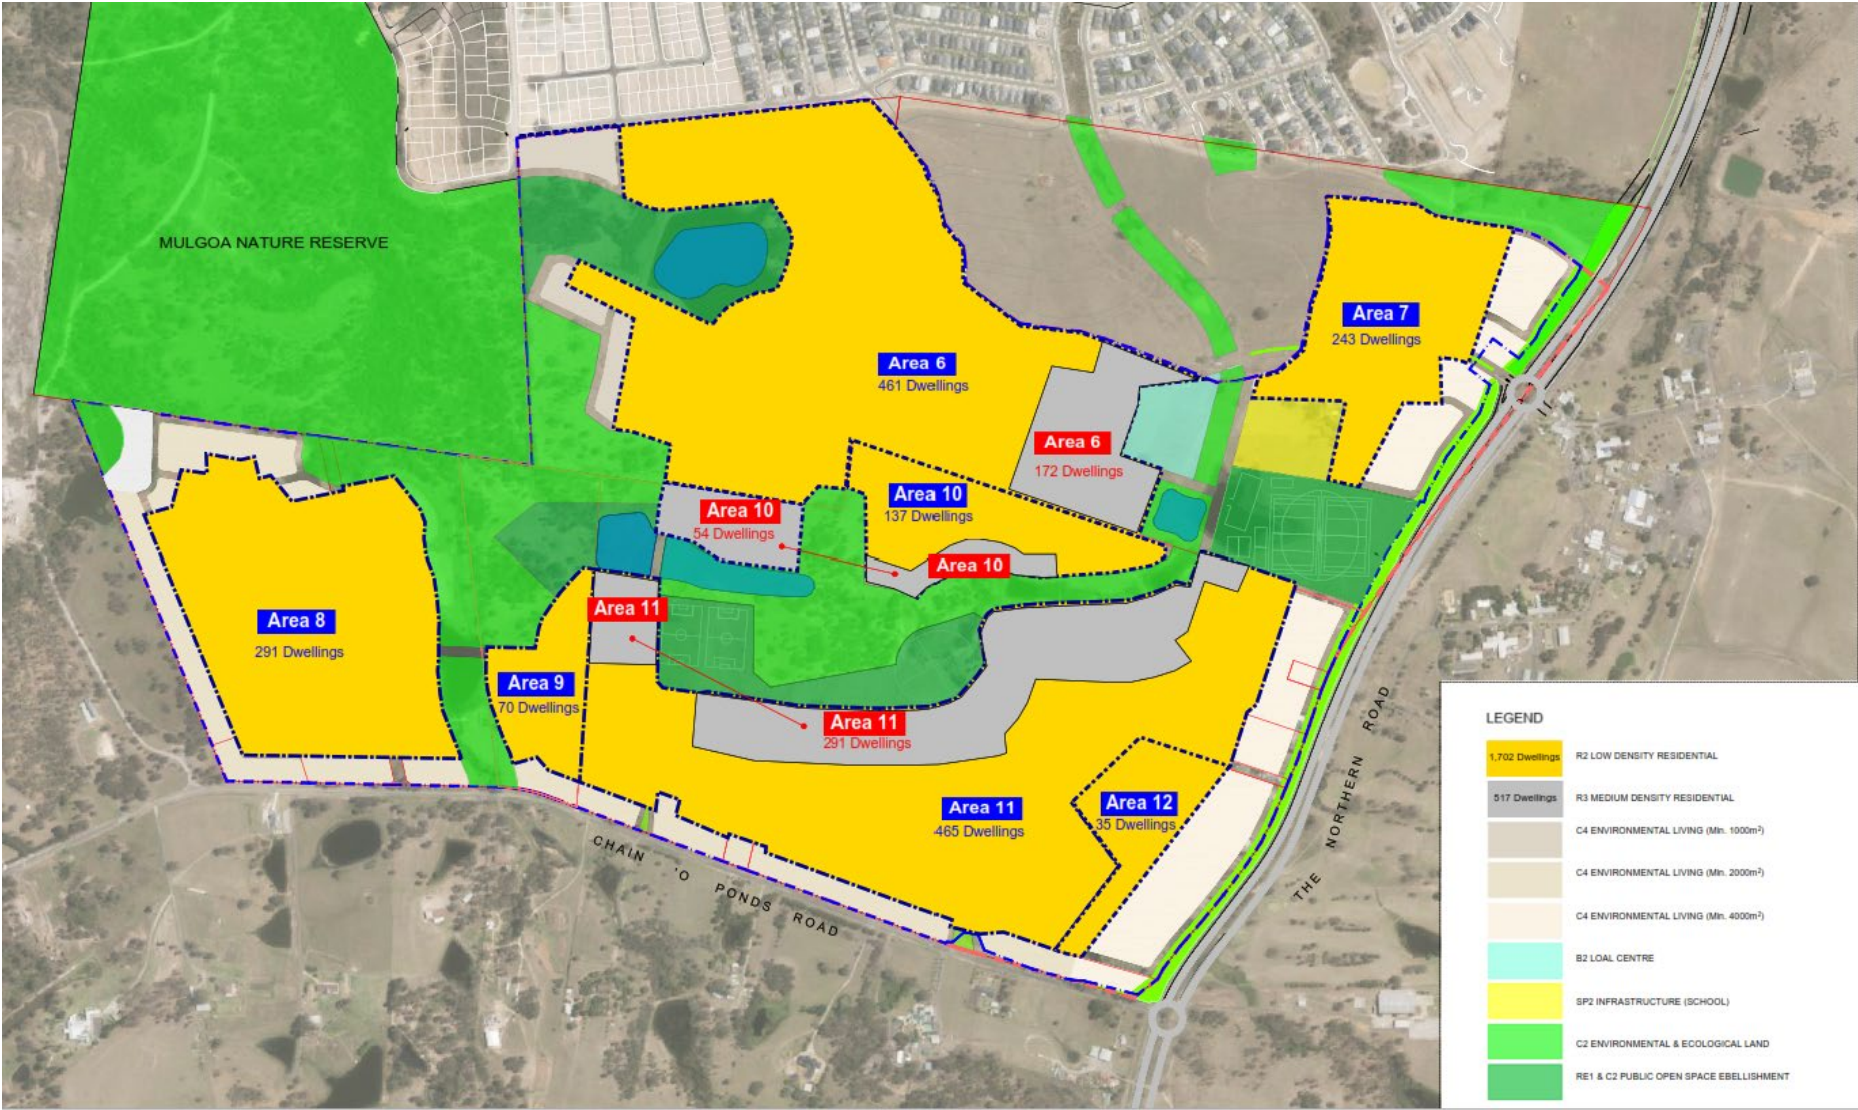 MULGOA NATURE RESERVE
Area 7
243 Dwellings
Area 6
461 Dwellings
Area 6
172 Dwellings
Area 10
137 Dwellings
Area 10
54 Dwellings
Area 10
Area 11
Area 8
291 Dwellings
Area 9
70 Dwellings
Area 11
291 Dwellings
Area 11
465 Dwellings
Area 12
35 Dwellings
CHAIN 'O PONDS ROAD
THE NORTHERN ROAD
LEGEND
1,702 Dwellings R2 LOW DENSITY RESIDENTIAL
517 Dwellings R3 MEDIUM DENSITY RESIDENTIAL
C4 ENVIRONMENTAL LIVING (Min. 1000m²)
C4 ENVIRONMENTAL LIVING (Min. 2000m²)
C4 ENVIRONMENTAL LIVING (Min. 4000m²)
B2 LOAL CENTRE
SP2 INFRASTRUCTURE (SCHOOL)
C2 ENVIRONMENTAL & ECOLOGICAL LAND
RE1 & C2 PUBLIC OPEN SPACE EBELLISHMENT